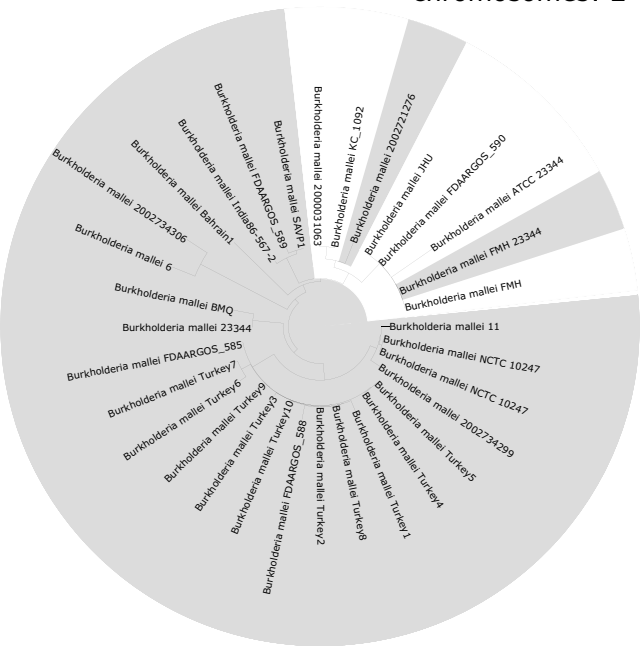 Burkholderia mallei 2000031063
Burkholderia mallei KC_1092
Burkholderia mallei 2002721276
Burkholderia mallei JHU
Burkholderia mallei FDAARGOS_590
Burkholderia mallei ATCC 23344
Burkholderia mallei FMH 23344
Burkholderia mallei FMH
Burkholderia mallei 11
Burkholderia mallei NCTC 10247
Burkholderia mallei NCTC 10247
Burkholderia mallei 2002734299
Burkholderia mallei Turkey5
Burkholderia mallei Turkey4
Burkholderia mallei Turkey1
Burkholderia mallei Turkey8
Burkholderia mallei Turkey2
Burkholderia mallei FDAARGOS_588
Burkholderia mallei Turkey10
Burkholderia mallei Turkey3
Burkholderia mallei Turkey9
Burkholderia mallei Turkey6
Burkholderia mallei Turkey7
Burkholderia mallei FDAARGOS_585
Burkholderia mallei 23344
Burkholderia mallei BMQ
Burkholderia mallei 6
Burkholderia mallei 2002734306
Burkholderia mallei Bahrain1
Burkholderia mallei India86-567-2
Burkholderia mallei FDAARGOS_589
Burkholderia mallei SAVP1